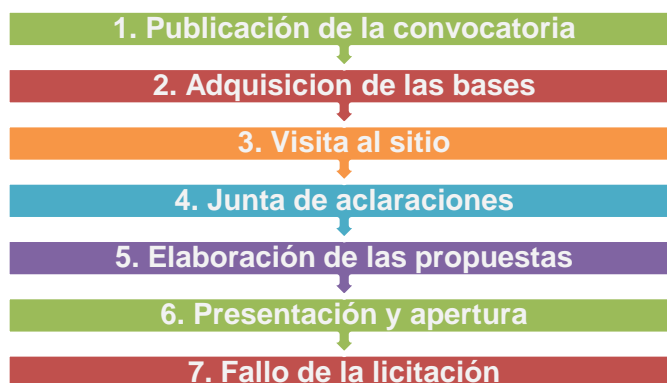 1. Publicación de la convocatoria
2. Adquisicion de las bases
3. Visita al sitio
4. Junta de aclaraciones
5. Elaboración de las propuestas
6. Presentación y apertura
7. Fallo de la licitación